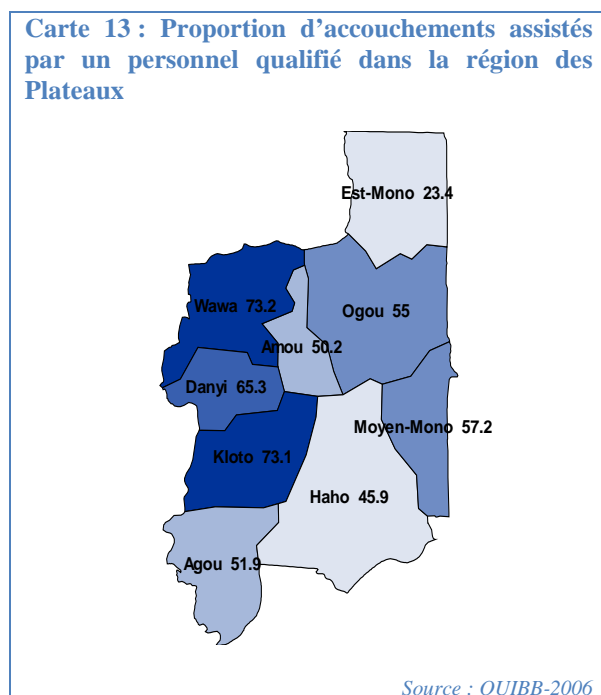 Carte 13 : Proportion d'accouchements assistés
par un personnel qualifié dans la région des
Plateaux
Est-Mono 23.4
Wawa 73.2
Ogou 55
Amou 50.2
Danyi 65.3
Moyen-Mono 57.2
Kloto 73.1
Haho 45.9
Agou 51.9
Source : QUIBB-2006